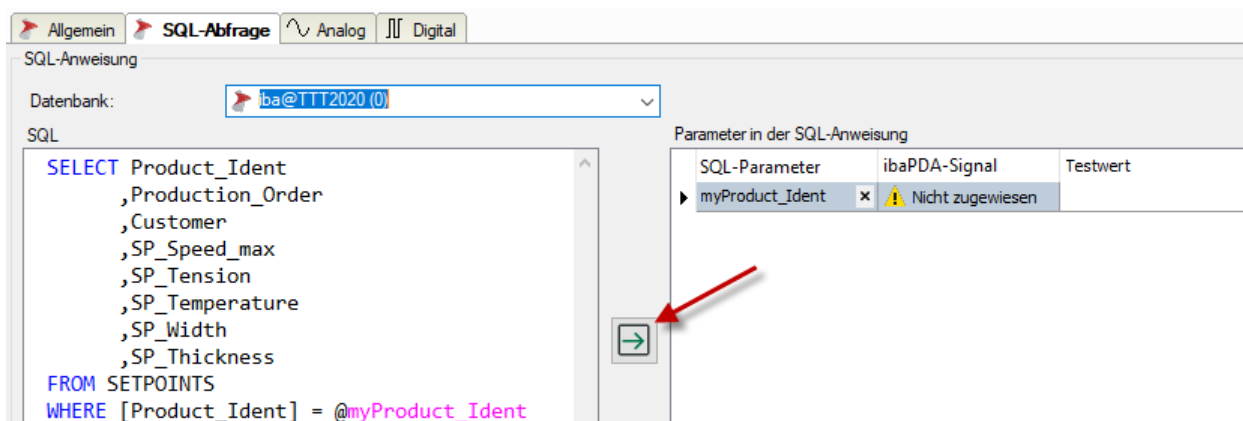 Allgemein SQL-Abfrage Analog Digital
SQL-Anweisung
Datenbank: iba@TTT2020 (0)
SQL
SELECT Product_Ident
,Production_Order
,Customer
,SP_Speed_max
,SP_Tension
,SP_Temperature
,SP_Width
,SP_Thickness
FROM SETPOINTS
WHERE [Product_Ident] = @myProduct_Ident
Parameter in der SQL-Anweisung
SQL-Parameter ibaPDA-Signal Testwert
myProduct_Ident Nicht zugewiesen